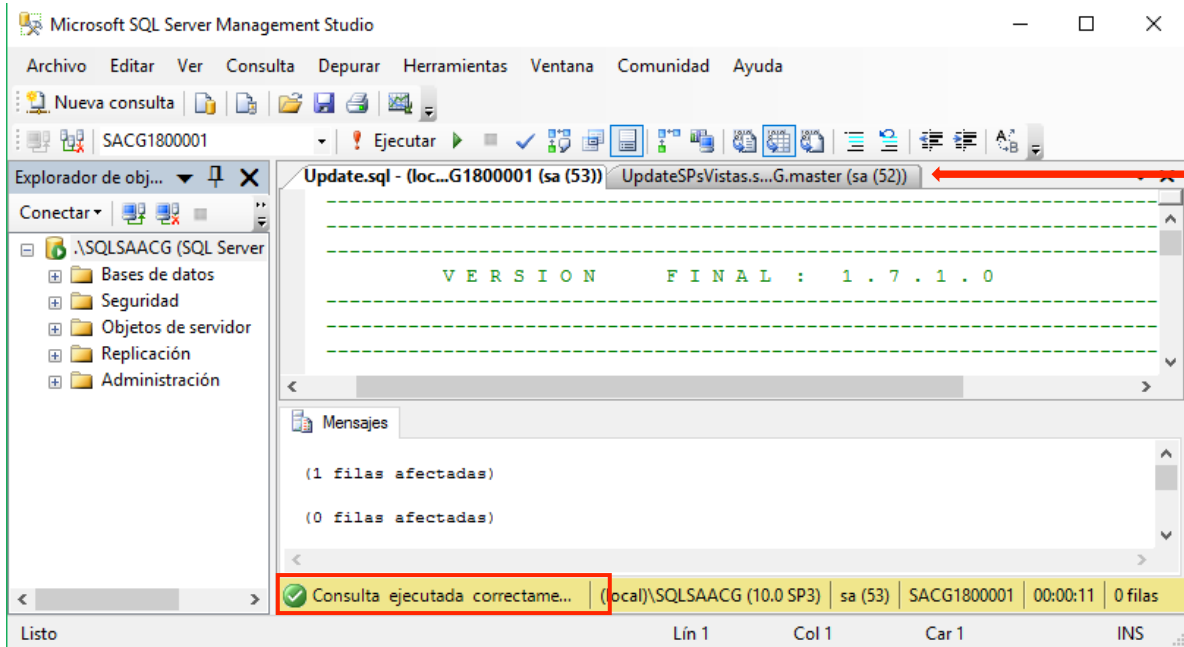 Microsoft SQL Server Management Studio
Archivo Editar Ver Consulta Depurar Herramientas Ventana Comunidad Ayuda
Nueva consulta
SACG1800001 Ejecutar
Explorador de obj...
Update.sql - (loc...G1800001 (sa (53)) UpdateSPsVistas.s...G.master (sa (52))
Conectar
.\SQLSAACG (SQL Server
Bases de datos
Seguridad
Objetos de servidor
Replicación
Administración
--------------------------------------------------------------------
--------------------------------------------------------------------
--------------------------------------------------------------------
V E R S I O N F I N A L : 1 . 7 . 1 . 0
--------------------------------------------------------------------
--------------------------------------------------------------------
--------------------------------------------------------------------
Mensajes
(1 filas afectadas)
(0 filas afectadas)
Consulta ejecutada correctame... (local)\SQLSAACG (10.0 SP3) sa (53) SACG1800001 00:00:11 0 filas
Listo Lín 1 Col 1 Car 1 INS